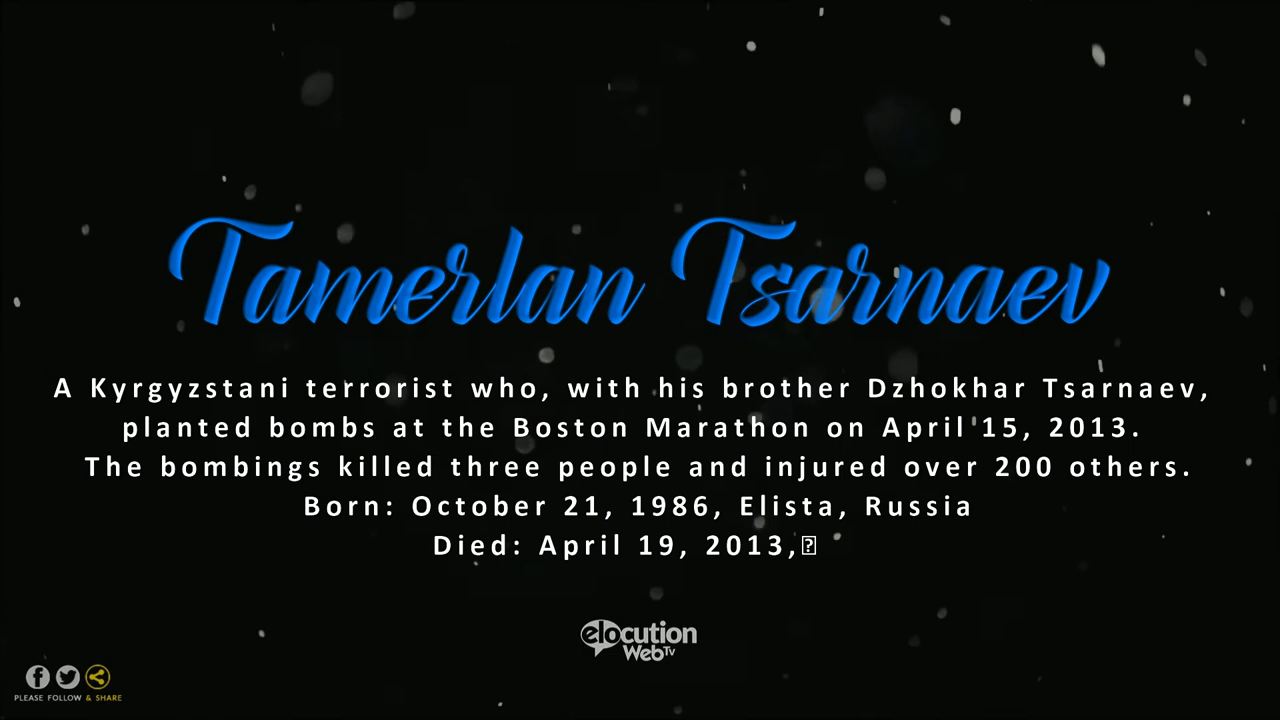 Tamerlan Tsarnaev
A Kyrgyzstani terrorist who, with his brother Dzhokhar Tsarnaev,
planted bombs at the Boston Marathon on April 15, 2013.
The bombings killed three people and injured over 200 others.
Born: October 21, 1986, Elista, Russia
Died: April 19, 2013,
elocution
WebTv
PLEASE FOLLOW & SHARE